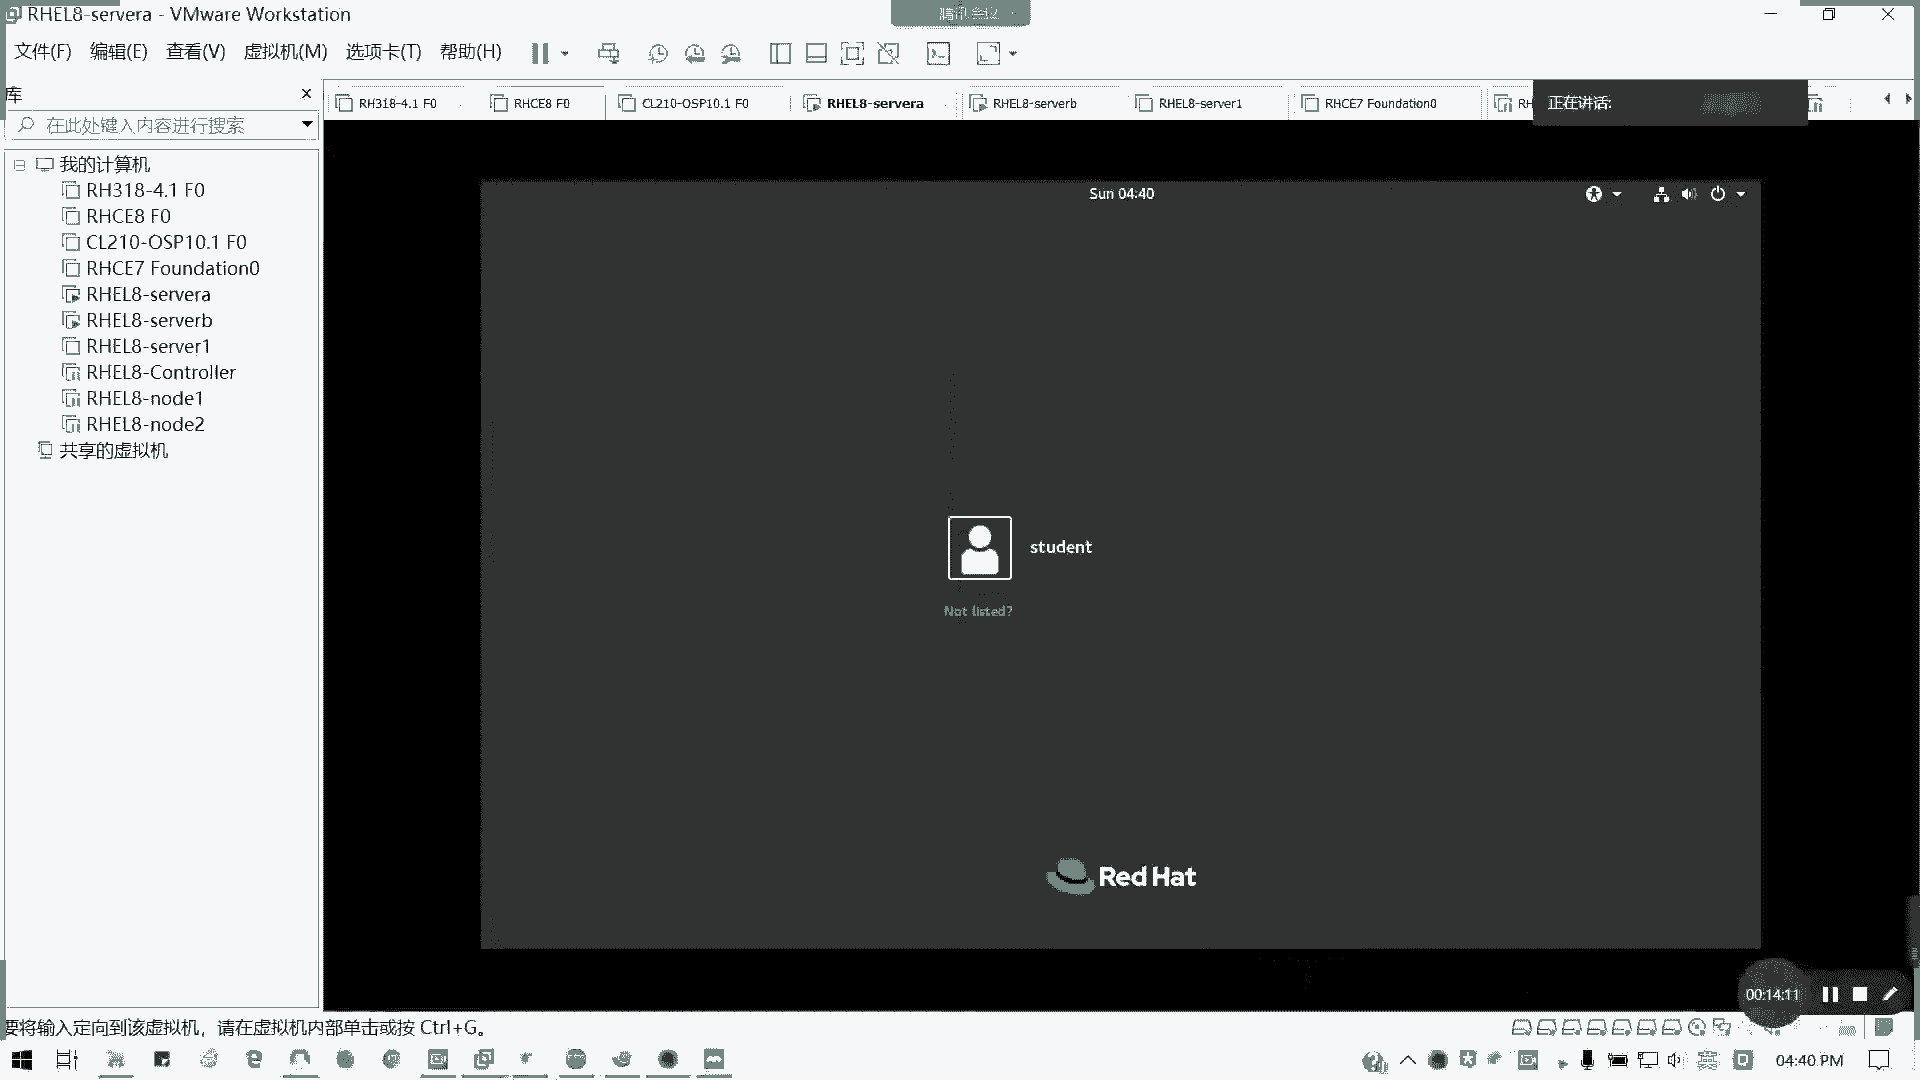 RHEL8-servera - VMware Workstation
腾讯会议
文件(F) 编辑(E) 查看(V) 虚拟机(M) 选项卡(T) 帮助(H)
库
在此处键入内容进行搜索
RH318-4.1 F0
RHCE8 F0
CL210-OSP10.1 F0
RHEL8-servera
RHEL8-serverb
RHEL8-server1
RHCE7 Foundation0
RH
正在讲话:
我的计算机
RH318-4.1 F0
RHCE8 F0
CL210-OSP10.1 F0
RHCE7 Foundation0
RHEL8-servera
RHEL8-serverb
RHEL8-server1
RHEL8-Controller
RHEL8-node1
RHEL8-node2
共享的虚拟机
Sun 04:40
student
Not listed?
Red Hat
00:14:11
要将输入定向到该虚拟机，请在虚拟机内部单击或按 Ctrl+G。
英
04:40 PM